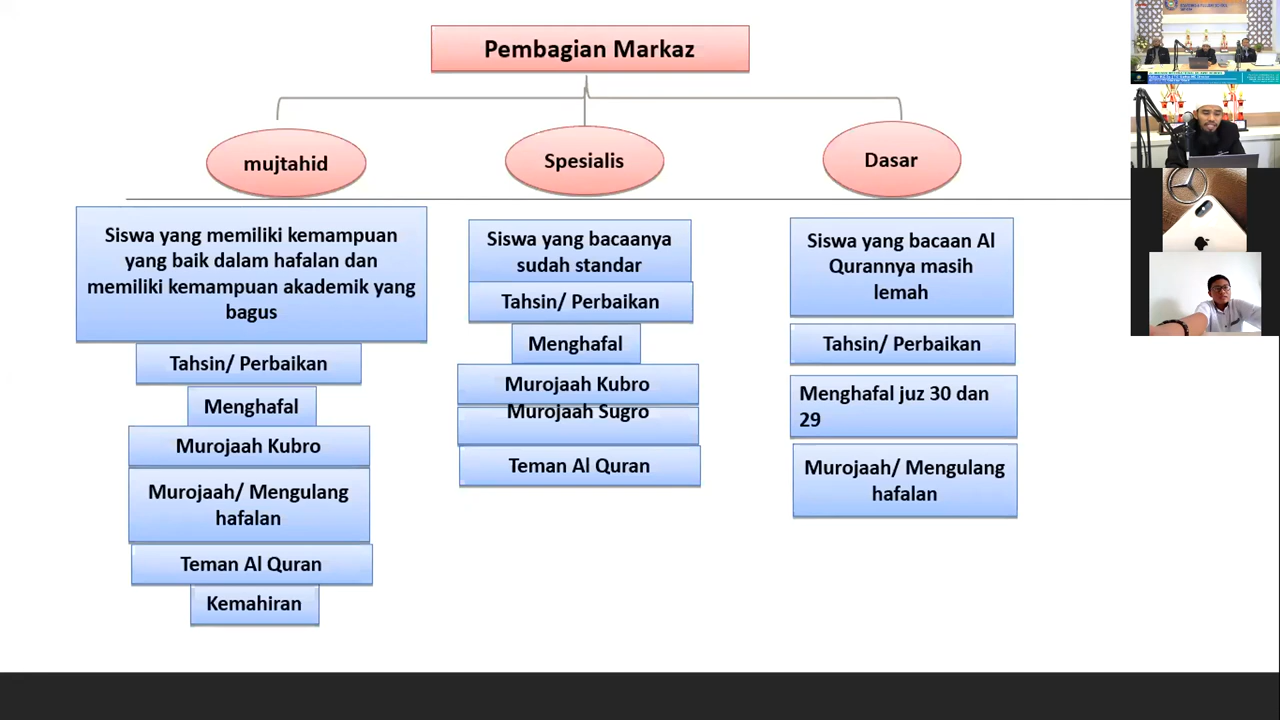 Pembagian Markaz
mujtahid
Spesialis
Dasar
Siswa yang memiliki kemampuan
yang baik dalam hafalan dan
memiliki kemampuan akademik yang
bagus
Tahsin/ Perbaikan
Menghafal
Murojaah Kubro
Murojaah/ Mengulang
hafalan
Teman Al Quran
Kemahiran
Siswa yang bacaanya
sudah standar
Tahsin/ Perbaikan
Menghafal
Murojaah Kubro
Murojaah Sugro
Teman Al Quran
Siswa yang bacaan Al
Qurannya masih
lemah
Tahsin/ Perbaikan
Menghafal juz 30 dan
29
Murojaah/ Mengulang
hafalan